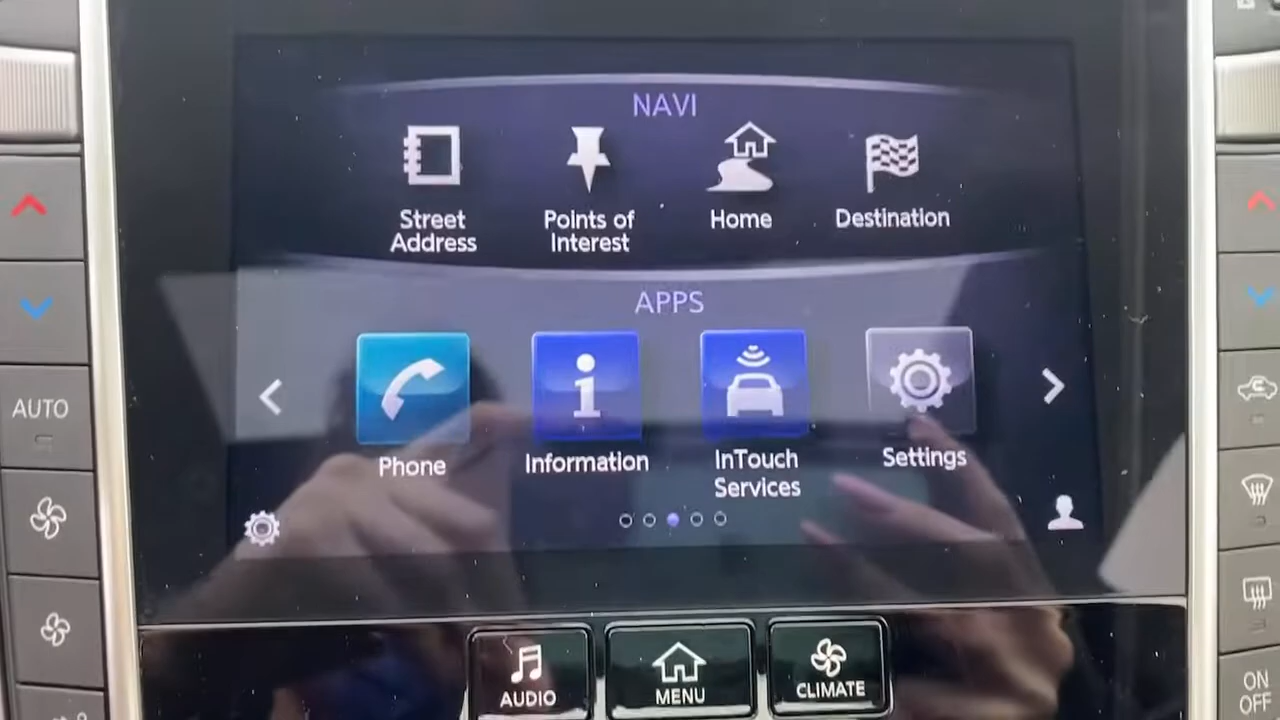 NAVI
Street
Address
Points of
Interest
Home
Destination
APPS
Phone
Information
InTouch
Services
Settings
AUTO
AUDIO
MENU
CLIMATE
ON
OFF